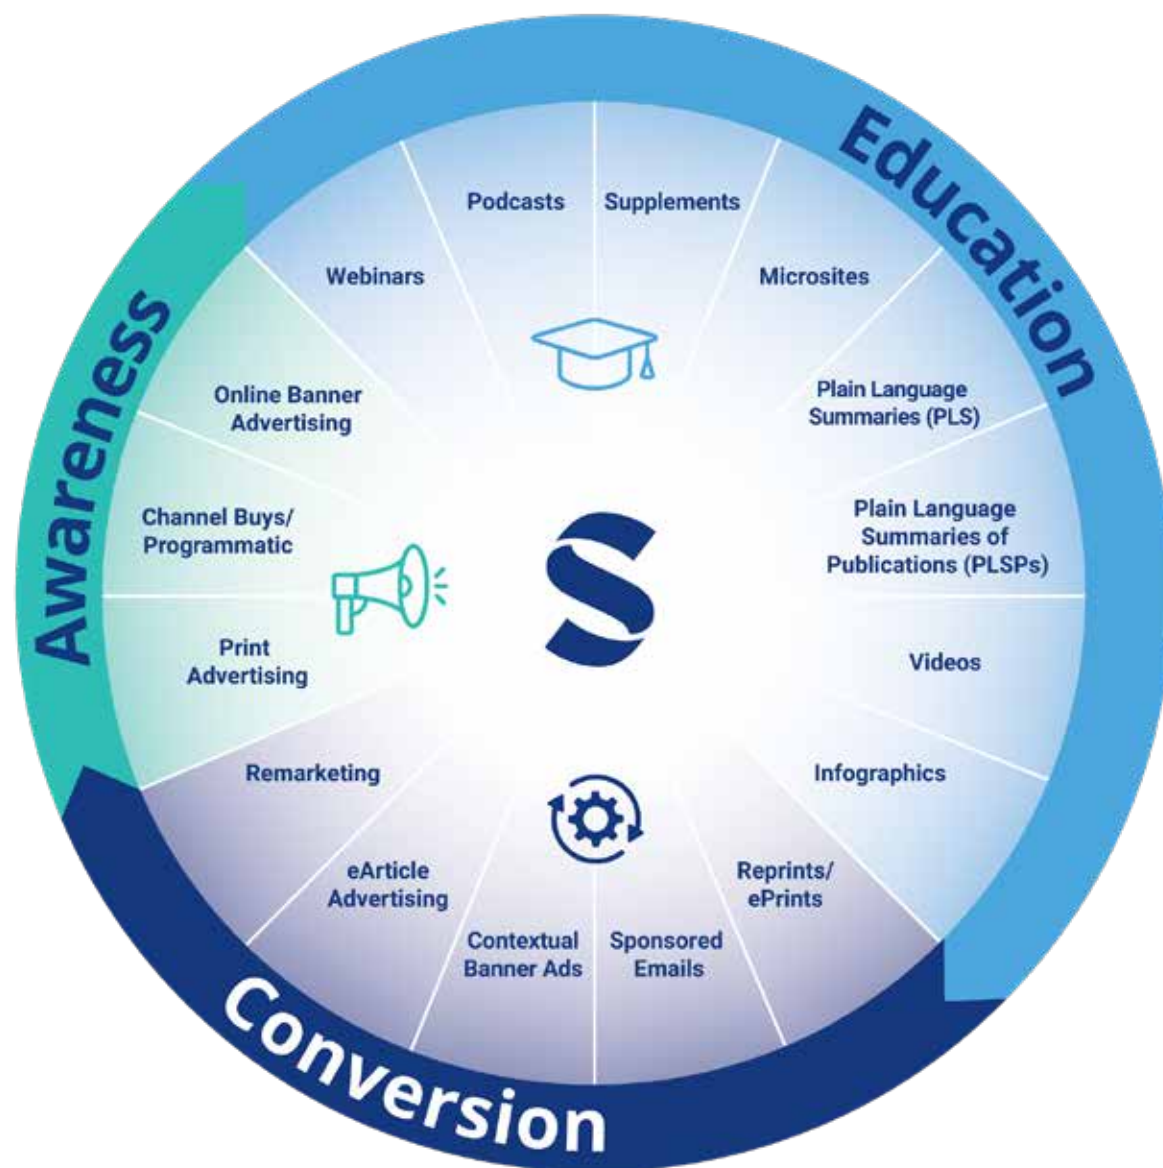 Education
Podcasts
Supplements
Webinars
Microsites
Awareness
Online Banner
Advertising
Plain Language
Summaries (PLS)
Channel Buys/
Programmatic
Plain Language
Summaries of
Publications (PLSPs)
Print
Advertising
Videos
Remarketing
Infographics
eArticle
Advertising
Reprints/
ePrints
Contextual
Banner Ads
Sponsored
Emails
Conversion
S